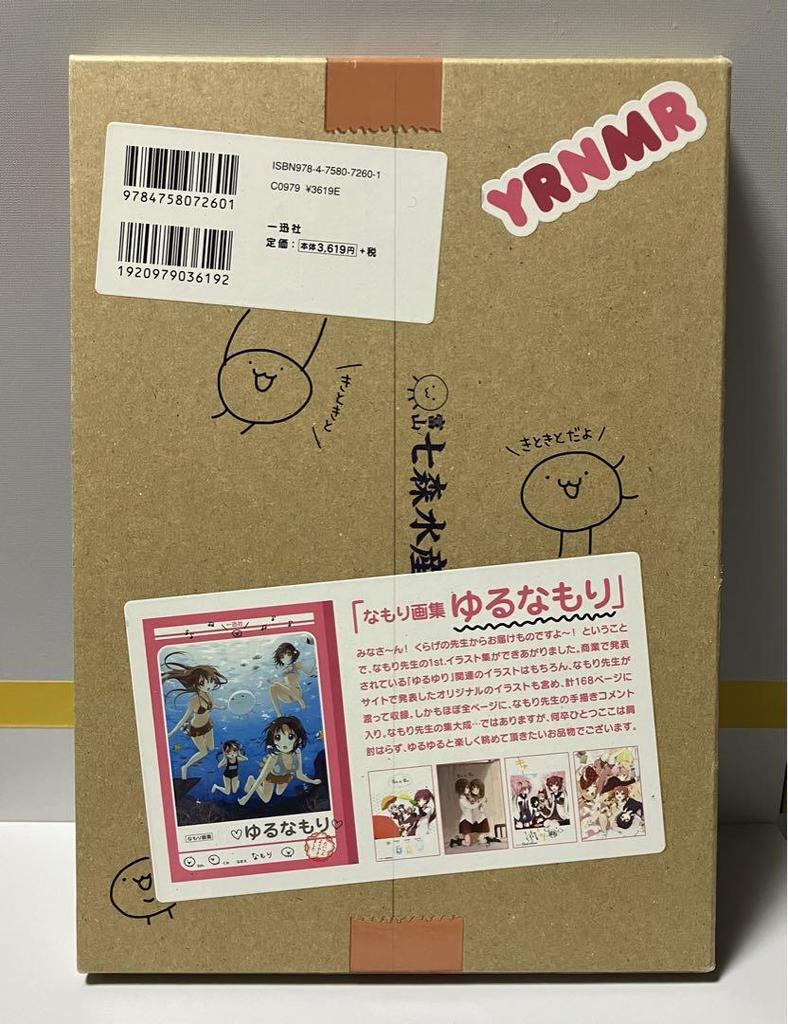 ISBN978-4-7580-7260-1
C0979 ¥3619E
9784758072601
一迅社
定価：本体3,619円+税
1920979036192
YRNMR
きときと
富山
七森水産
きときとだよ
「なもり画集 ゆるなもり」
みなさ〜ん！ くらげの先生からお届けものですよ〜！ ということ
で、なもり先生の1st.イラスト集ができあがりました。商業で発表
されている『ゆるゆり』関連のイラストはもちろん、なもり先生が
サイトで発表したオリジナルのイラストも含め、計168ページに
渡って収録。しかもほぼ全ページに、なもり先生の手描きコメント
入り。なもり先生の集大成…ではありますが、何卒ひとつここは肩
肘はらず、ゆるゆると楽しく眺めて頂きたいお品物でございます。
一迅社
なもり画集
♡ゆるなもり♡
なもり